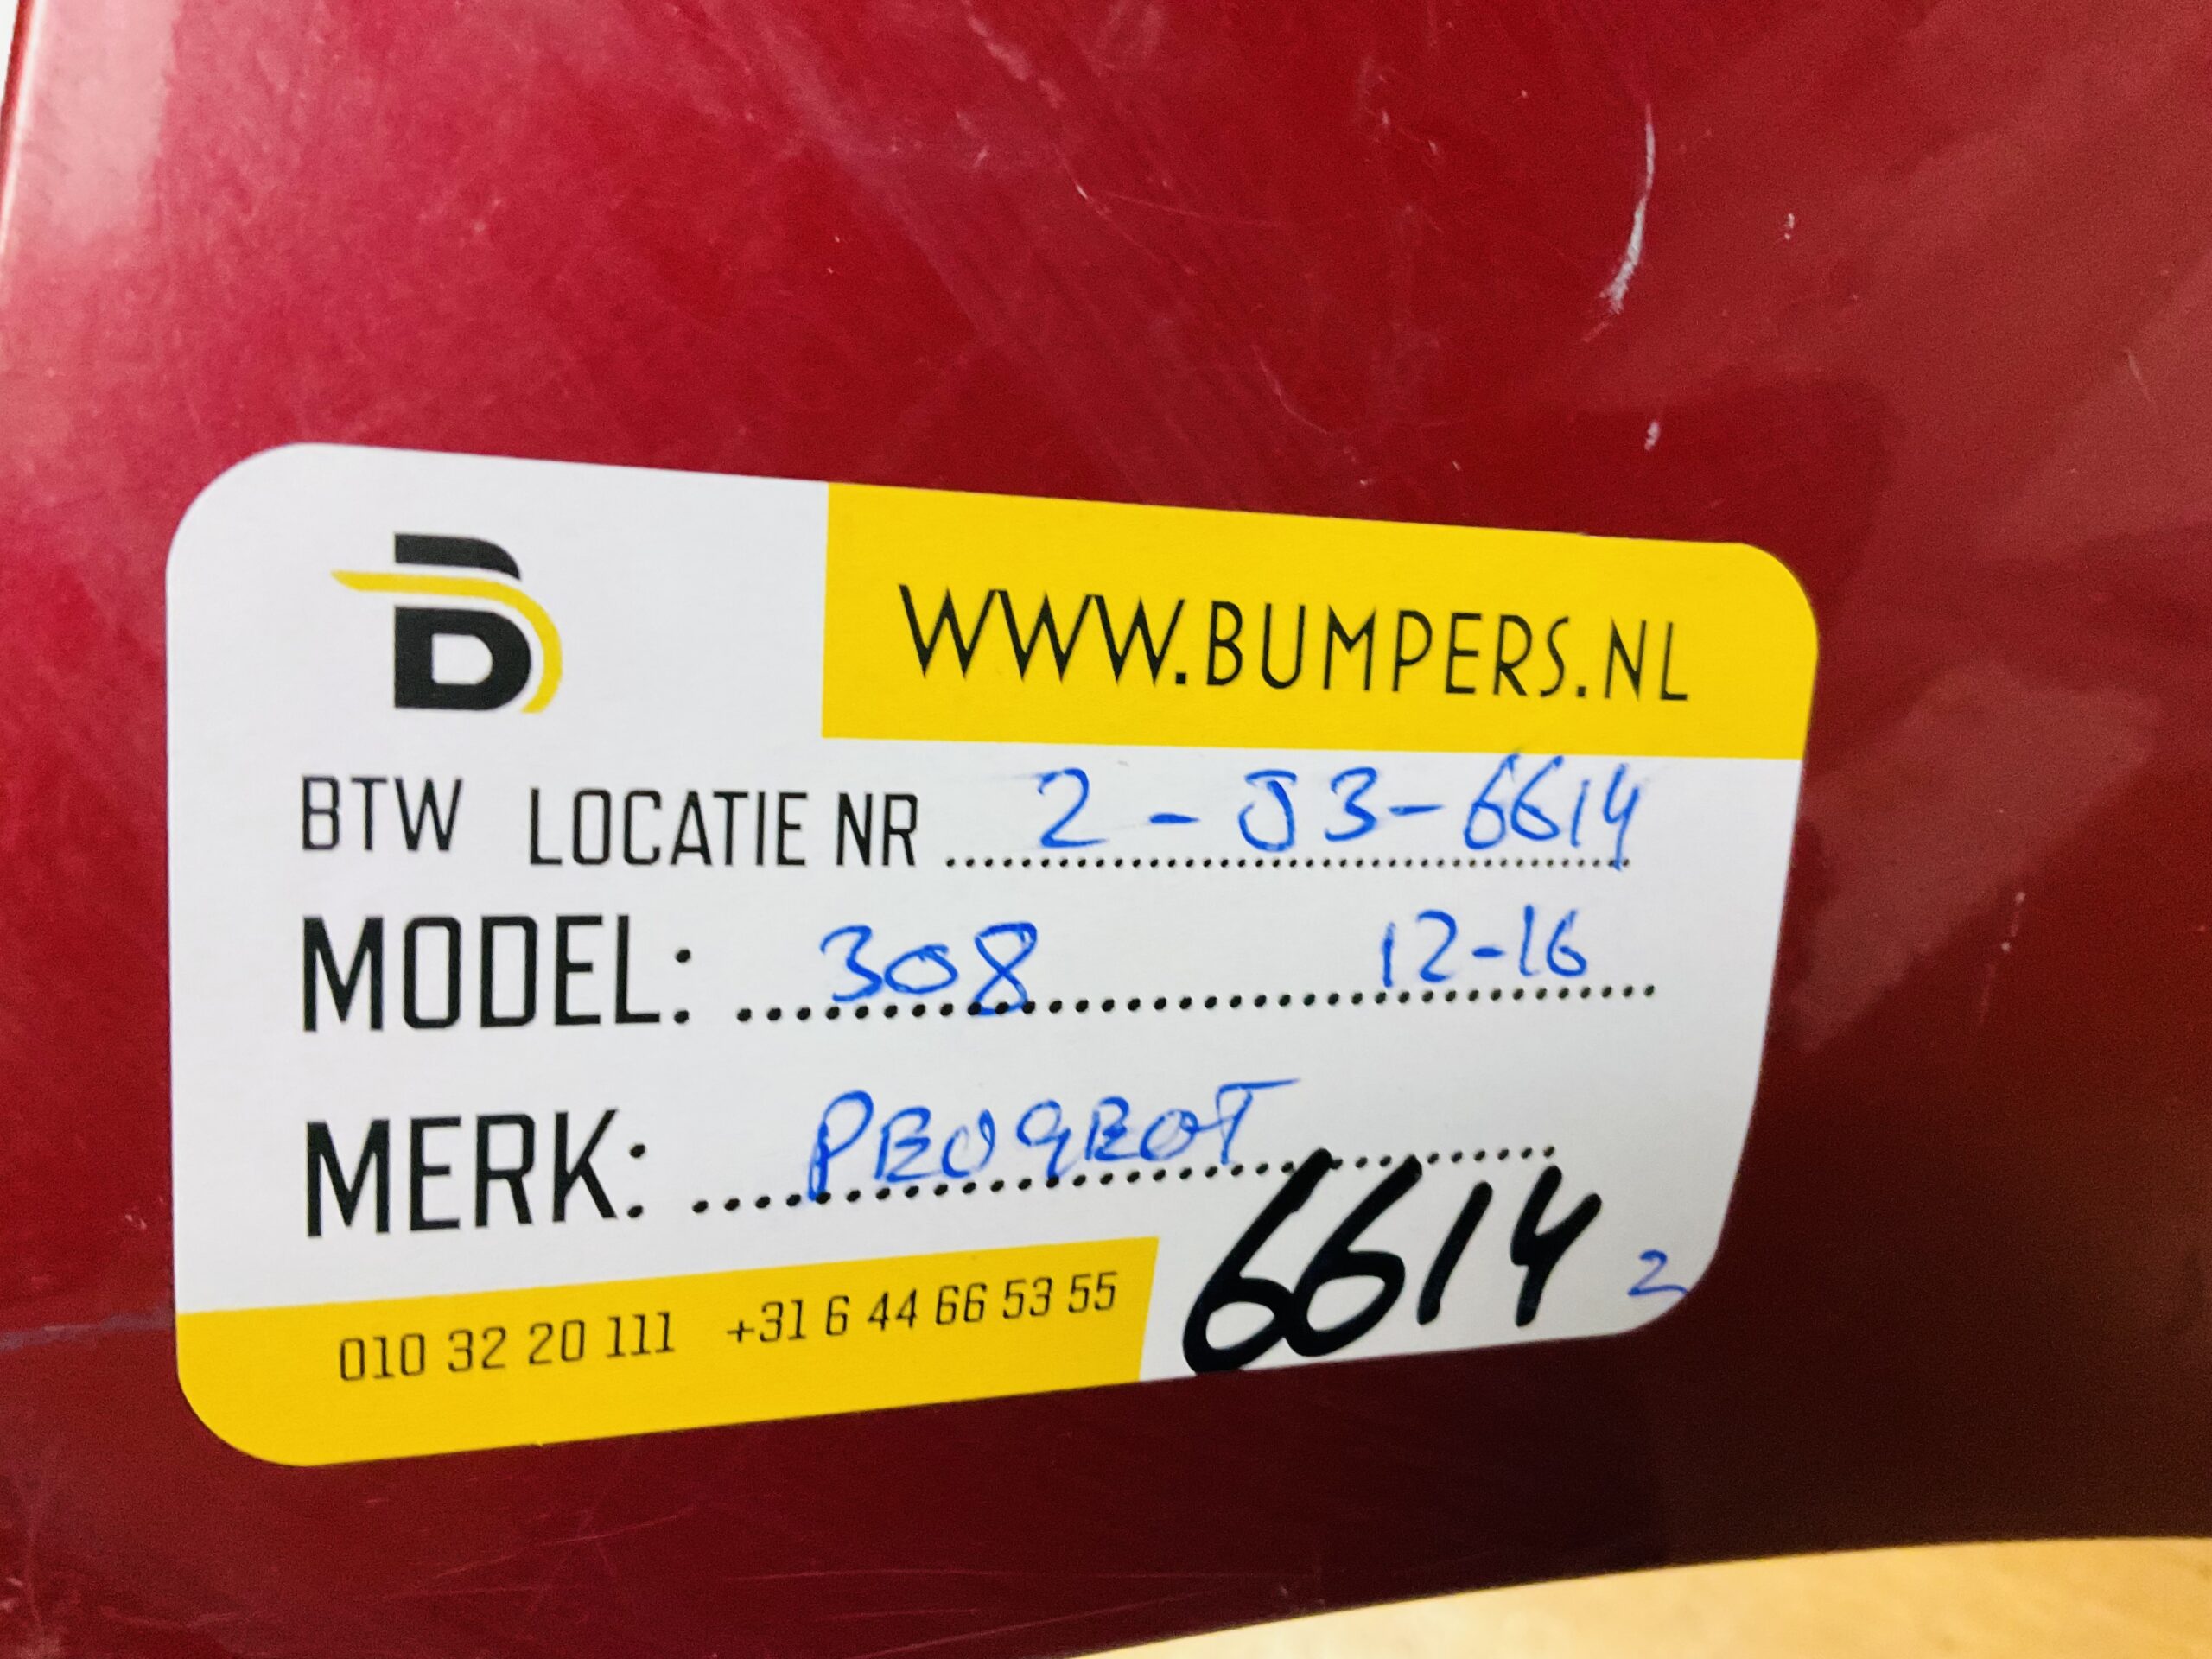 B
WWW.BUMPERS.NL
BTW LOCATIE NR 2-J3-6614
MODEL: 308 12-16
MERK: PEUGEOT
010 32 20 111 +31 6 44 66 53 55
6614 2